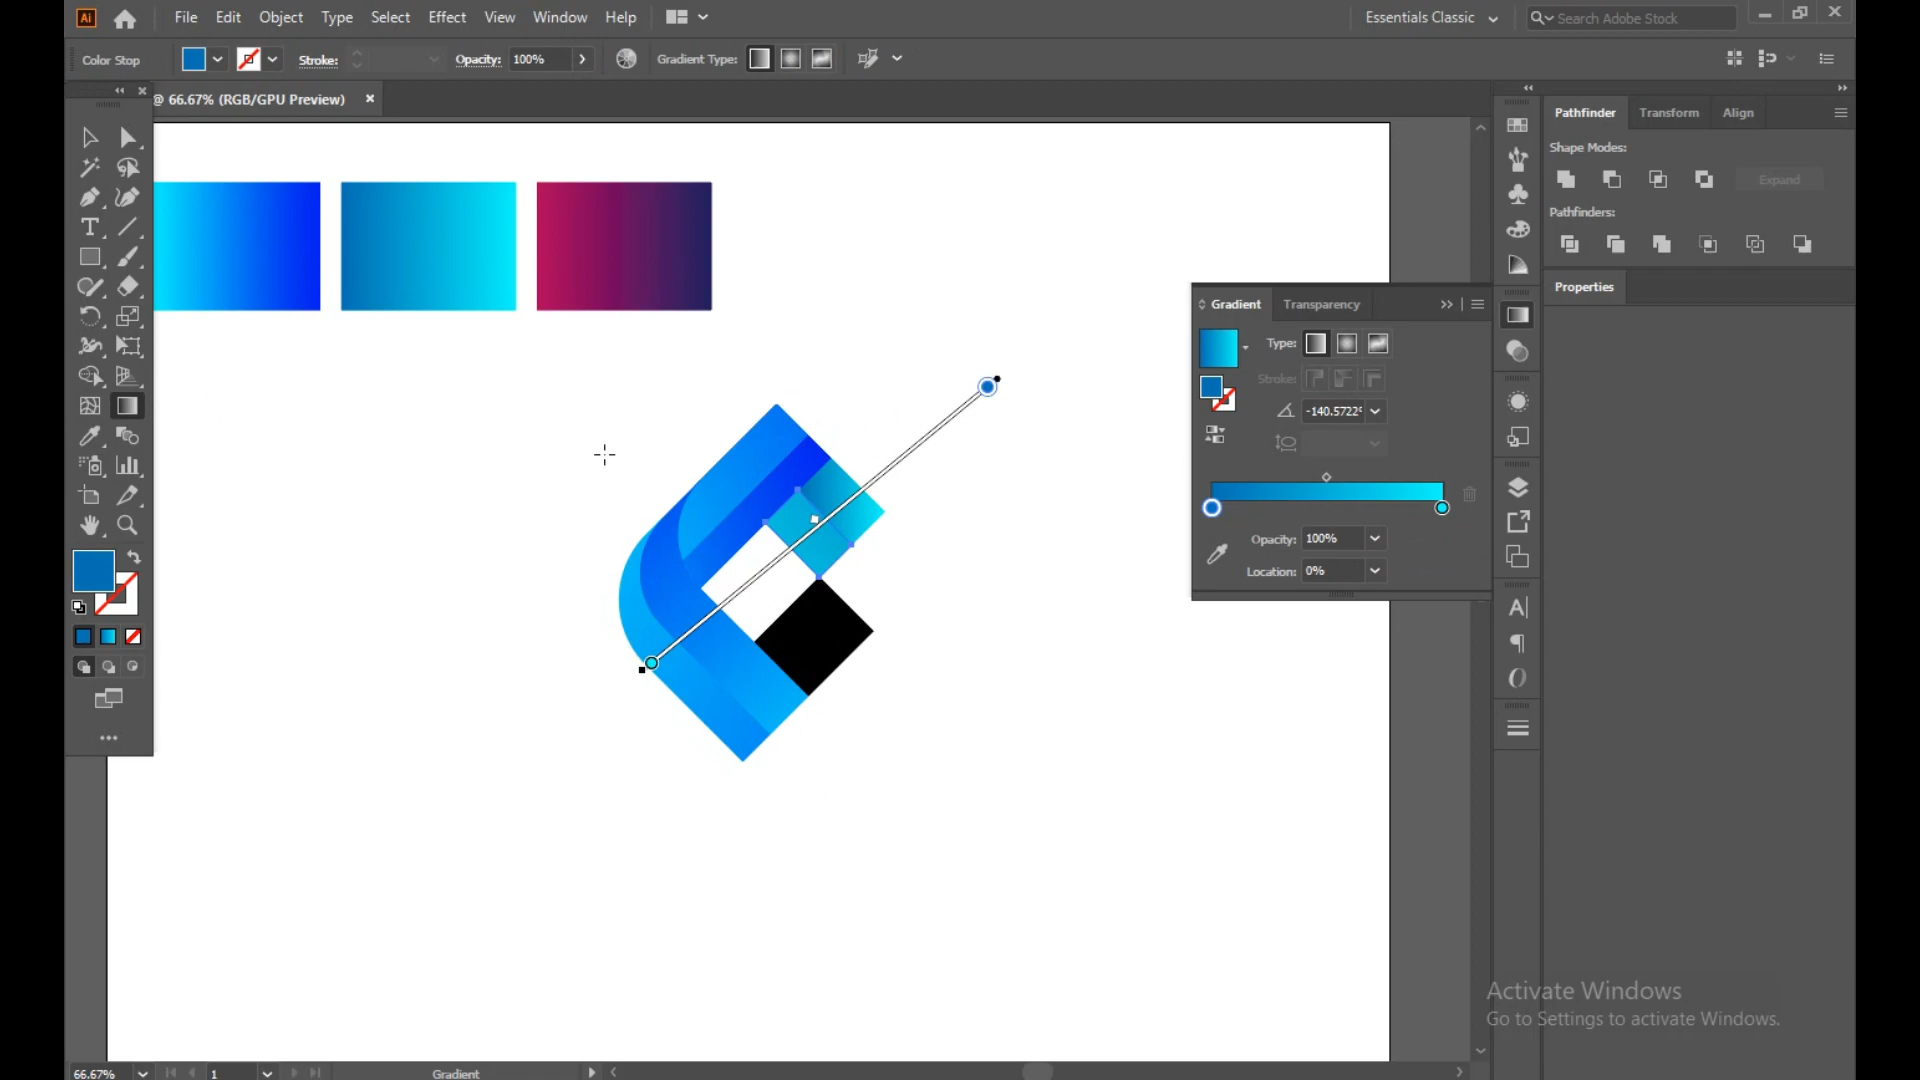 Ai File Edit Object Type Select Effect View Window Help Essentials Classic Search Adobe Stock
Color Stop Stroke: Opacity: 100% Gradient Type:
@ 66.67% (RGB/GPU Preview)
Pathfinder Transform Align
Shape Modes:
Expand
Pathfinders:
Properties
Gradient Transparency
Type:
Stroke:
-140.5722°
Opacity: 100%
Location: 0%
Activate Windows
Go to Settings to activate Windows.
66.67% 1 Gradient